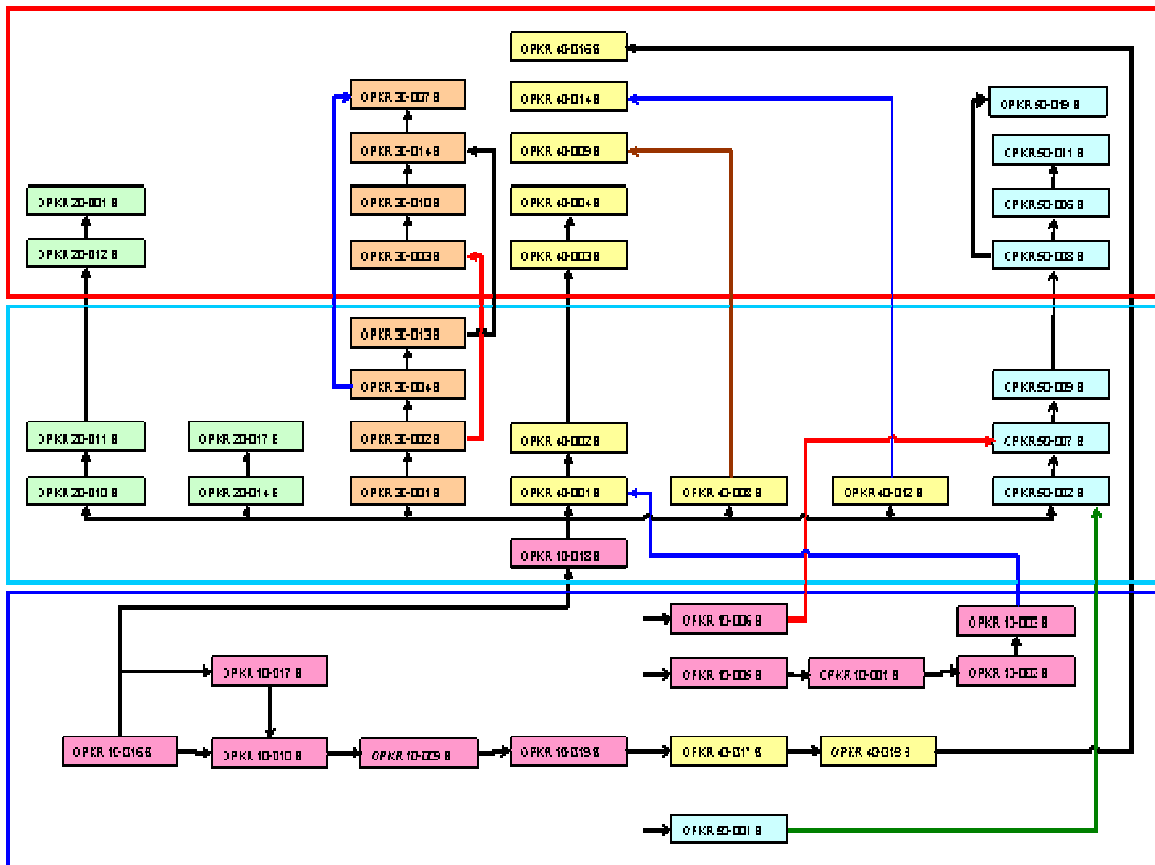 OPKR 40-016 B
OPKR 30-007 B
OPKR 40-014 B
OPKR 50-019 B
OPKR 30-014 B
OPKR 40-009 B
OPKR 50-011 B
OPKR 20-001 B
OPKR 30-010 B
OPKR 40-004 B
OPKR 50-006 B
OPKR 20-012 B
OPKR 30-003 B
OPKR 40-003 B
OPKR 50-008 B
OPKR 30-013 B
OPKR 30-004 B
OPKR 50-009 B
OPKR 20-011 B
OPKR 20-017 B
OPKR 30-002 B
OPKR 40-002 B
OPKR 50-007 B
OPKR 20-010 B
OPKR 20-014 B
OPKR 30-001 B
OPKR 40-001 B
OPKR 40-008 B
OPKR 40-012 B
OPKR 50-002 B
OPKR 10-018 B
OPKR 10-006 B
OPKR 10-003 B
OPKR 10-017 B
OPKR 10-005 B
OPKR 10-001 B
OPKR 10-002 B
OPKR 10-016 B
OPKR 10-010 B
OPKR 10-009 B
OPKR 10-019 B
OPKR 40-017 B
OPKR 40-019 B
OPKR 50-001 B